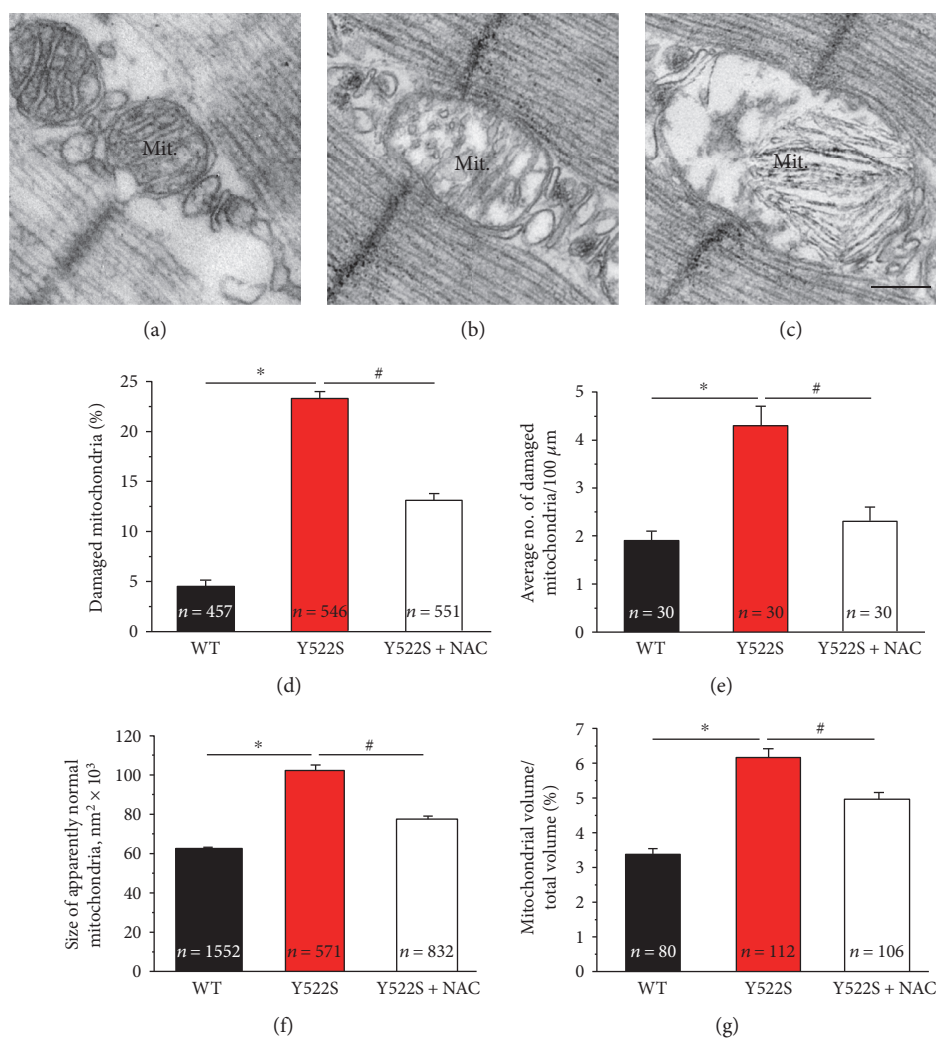 Mit.
Mit.
Mit.
(a)
(b)
(c)
Damaged mitochondria (%)
25
20
15
10
5
0
*
#
n = 457
n = 546
n = 551
WT
Y522S
Y522S + NAC
(d)
Average no. of damaged
mitochondria/100 μm
5
4
3
2
1
0
*
#
n = 30
n = 30
n = 30
WT
Y522S
Y522S + NAC
(e)
Size of apparently normal
mitochondria, nm² × 10³
120
100
80
60
40
20
0
*
#
n = 1552
n = 571
n = 832
WT
Y522S
Y522S + NAC
(f)
Mitochondrial volume/
total volume (%)
7
6
5
4
3
2
1
0
*
#
n = 80
n = 112
n = 106
WT
Y522S
Y522S + NAC
(g)